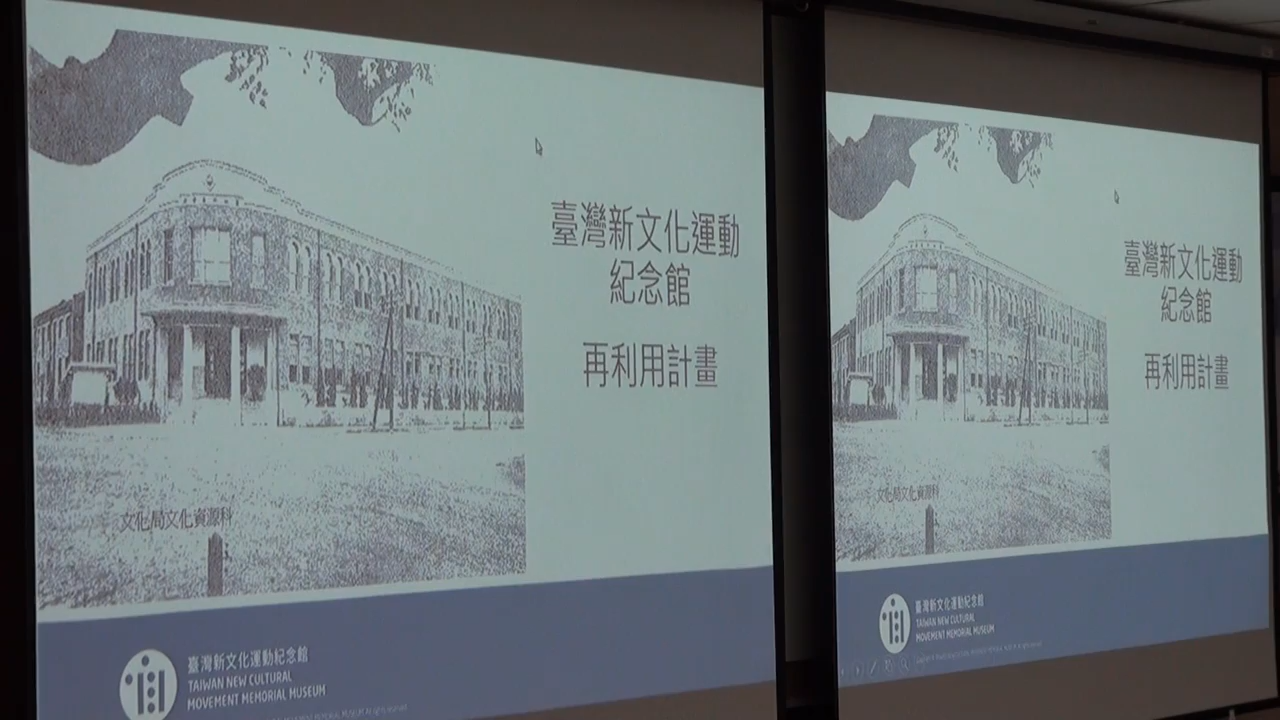 臺灣新文化運動
紀念館
再利用計畫
文化局文化資源科
臺灣新文化運動紀念館
TAIWAN NEW CULTURAL
MOVEMENT MEMORIAL MUSEUM
臺灣新文化運動
紀念館
再利用計畫
文化局文化資源科
臺灣新文化運動紀念館
TAIWAN NEW CULTURAL
MOVEMENT MEMORIAL MUSEUM